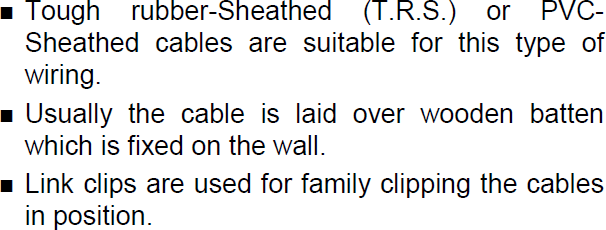 ■ Tough rubber-Sheathed (T.R.S.) or PVC-
Sheathed cables are suitable for this type of
wiring.
■ Usually the cable is laid over wooden batten
which is fixed on the wall.
■ Link clips are used for family clipping the cables
in position.